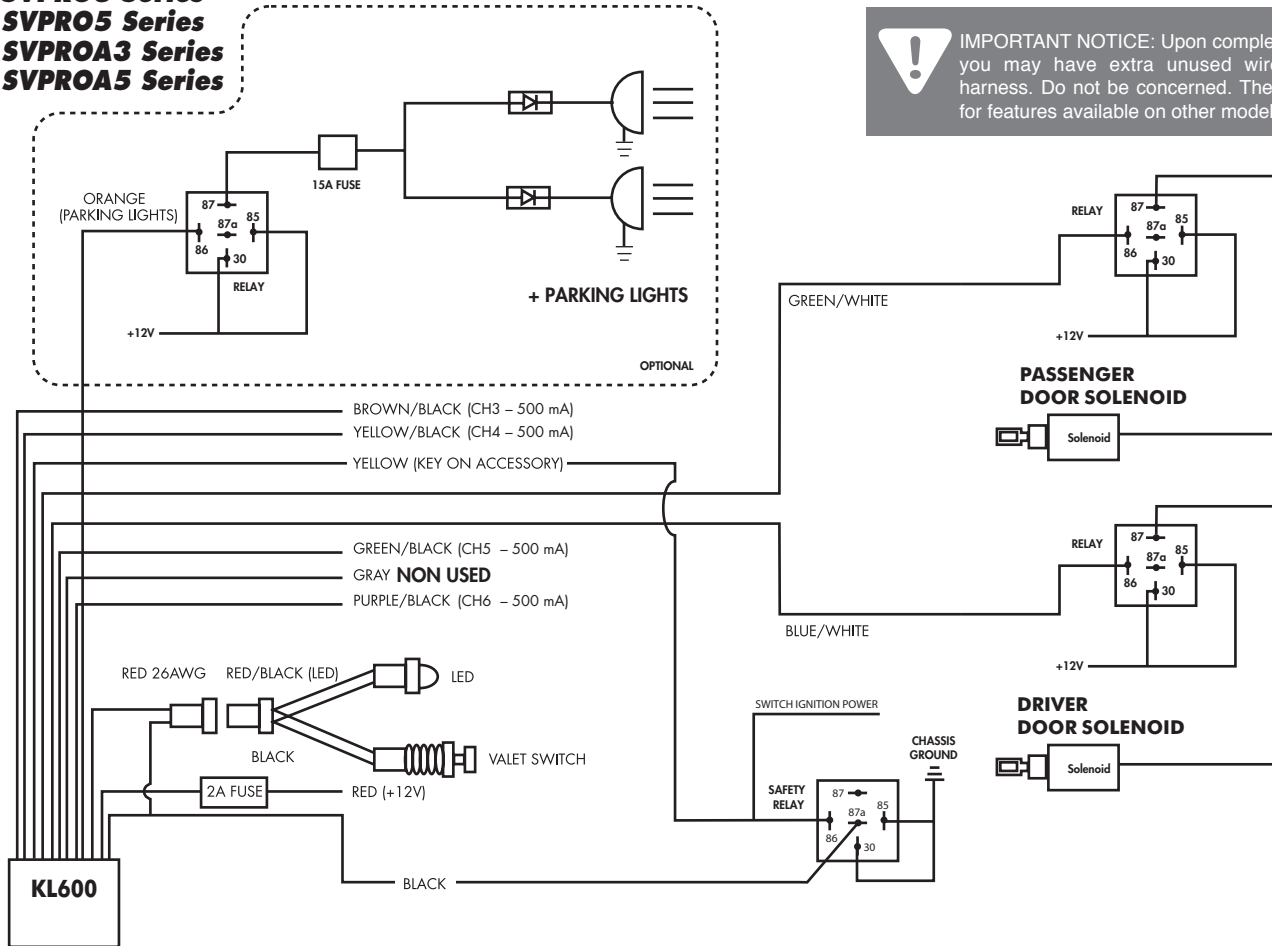 SVPRO5 Series
SVPROA3 Series
SVPROA5 Series
IMPORTANT NOTICE: Upon comple
you may have extra unused wir
harness. Do not be concerned. The
for features available on other model
ORANGE
(PARKING LIGHTS)
87
87a
85
86
30
RELAY
+12V
15A FUSE
+ PARKING LIGHTS
OPTIONAL
BROWN/BLACK (CH3 – 500 mA)
YELLOW/BLACK (CH4 – 500 mA)
YELLOW (KEY ON ACCESSORY)
GREEN/BLACK (CH5 – 500 mA)
GRAY NON USED
PURPLE/BLACK (CH6 – 500 mA)
RED 26AWG
RED/BLACK (LED)
LED
BLACK
VALET SWITCH
2A FUSE
RED (+12V)
KL600
BLACK
GREEN/WHITE
RELAY
87
87a
85
86
30
+12V
PASSENGER
DOOR SOLENOID
Solenoid
BLUE/WHITE
RELAY
87
87a
85
86
30
+12V
DRIVER
DOOR SOLENOID
Solenoid
SWITCH IGNITION POWER
CHASSIS
GROUND
SAFETY
RELAY
87
87a
85
86
30